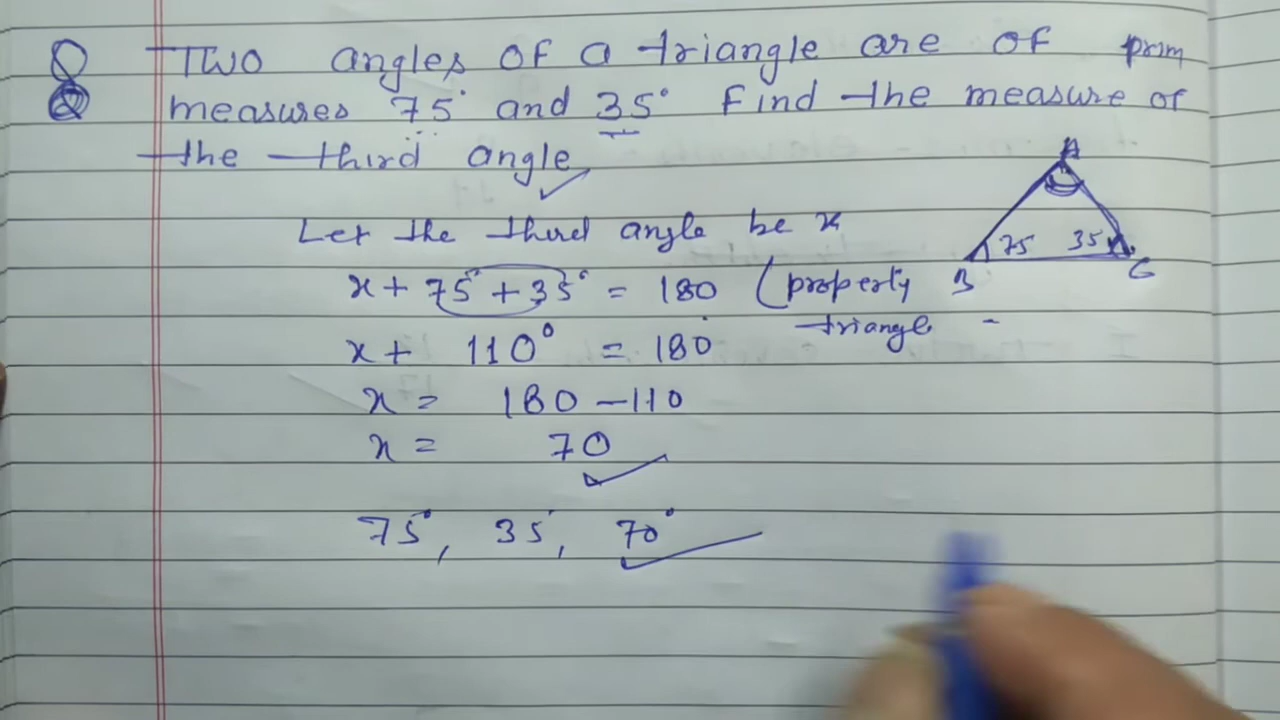 Q Two angles of a triangle are of
measures 75° and 35° Find the measure of
the third angle
A
Let the third angle be x
75 35
B C
x + 75° + 35° = 180 (property
triangle
x + 110° = 180°
x = 180 - 110
x = 70
75°, 35°, 70°